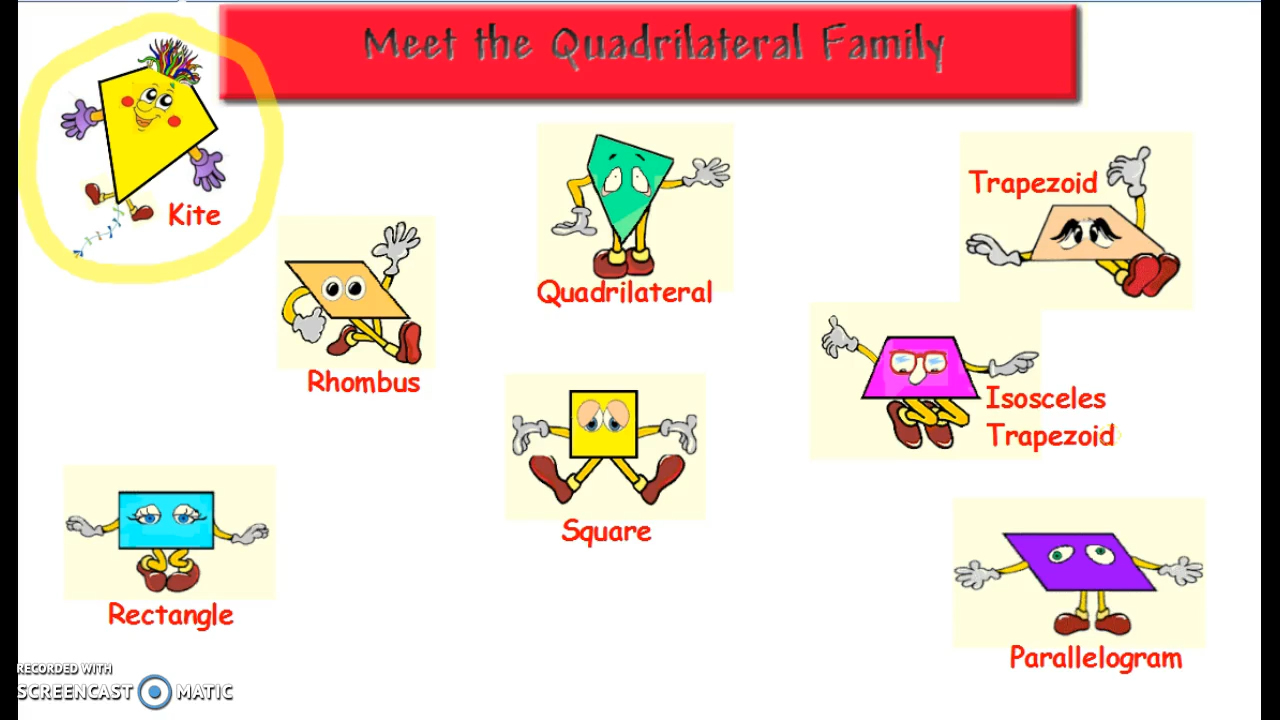 Meet the Quadrilateral Family
Kite
Quadrilateral
Trapezoid
Rhombus
Isosceles
Trapezoid
Square
Rectangle
Parallelogram
RECORDED WITH
SCREENCAST MATIC